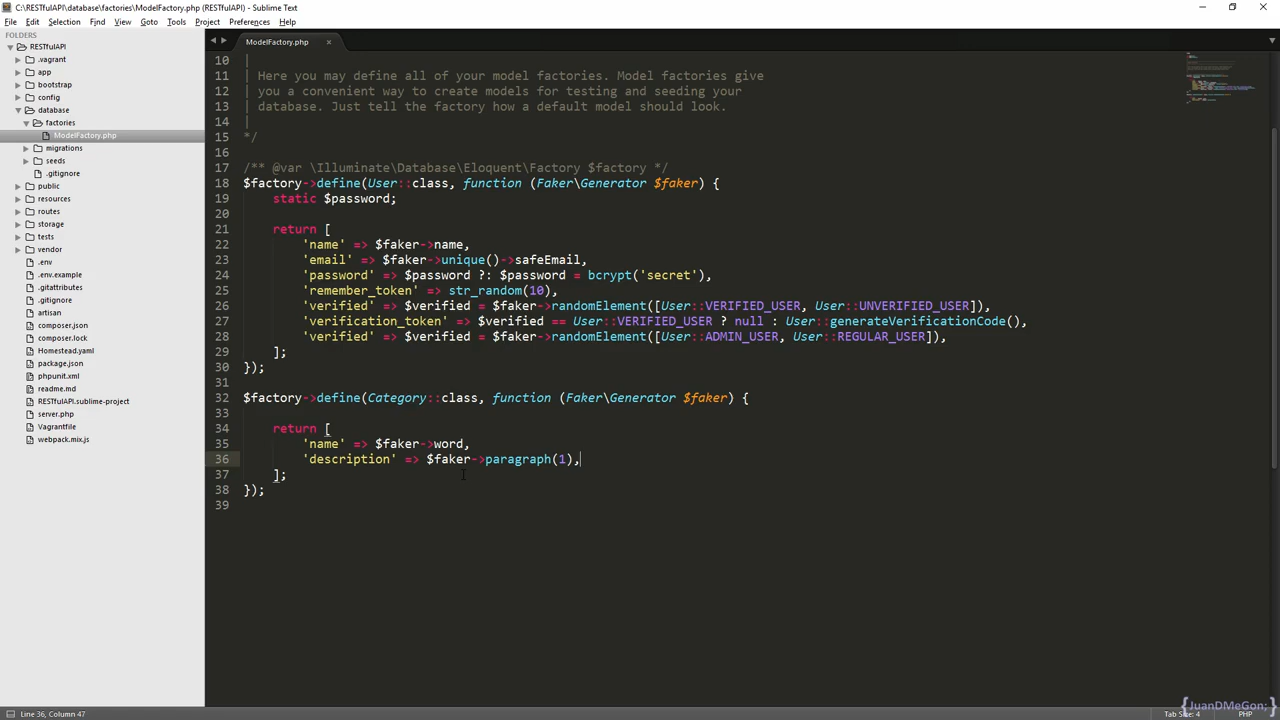 C:\RESTfulAPI\database\factories\ModelFactory.php (RESTfulAPI) - Sublime Text
File Edit Selection Find View Goto Tools Project Preferences Help
FOLDERS
RESTfulAPI
.vagrant
app
bootstrap
config
database
factories
ModelFactory.php
migrations
seeds
.gitignore
public
resources
routes
storage
tests
vendor
.env
.env.example
.gitattributes
.gitignore
artisan
composer.json
composer.lock
Homestead.yaml
package.json
phpunit.xml
readme.md
RESTfulAPI.sublime-project
server.php
Vagrantfile
webpack.mix.js
ModelFactory.php ×
10 |
11 | Here you may define all of your model factories. Model factories give
12 | you a convenient way to create models for testing and seeding your
13 | database. Just tell the factory how a default model should look.
14 |
15 */
16
17 /** @var \Illuminate\Database\Eloquent\Factory $factory */
18 $factory->define(User::class, function (Faker\Generator $faker) {
19     static $password;
20
21     return [
22         'name' => $faker->name,
23         'email' => $faker->unique()->safeEmail,
24         'password' => $password ?: $password = bcrypt('secret'),
25         'remember_token' => str_random(10),
26         'verified' => $verified = $faker->randomElement([User::VERIFIED_USER, User::UNVERIFIED_USER]),
27         'verification_token' => $verified == User::VERIFIED_USER ? null : User::generateVerificationCode(),
28         'verified' => $verified = $faker->randomElement([User::ADMIN_USER, User::REGULAR_USER]),
29     ];
30 });
31
32 $factory->define(Category::class, function (Faker\Generator $faker) {
33
34     return [
35         'name' => $faker->word,
36         'description' => $faker->paragraph(1),
37     ];
38 });
39
Line 36, Column 47
Tab Size: 4
PHP
{JuanDMeGon;}